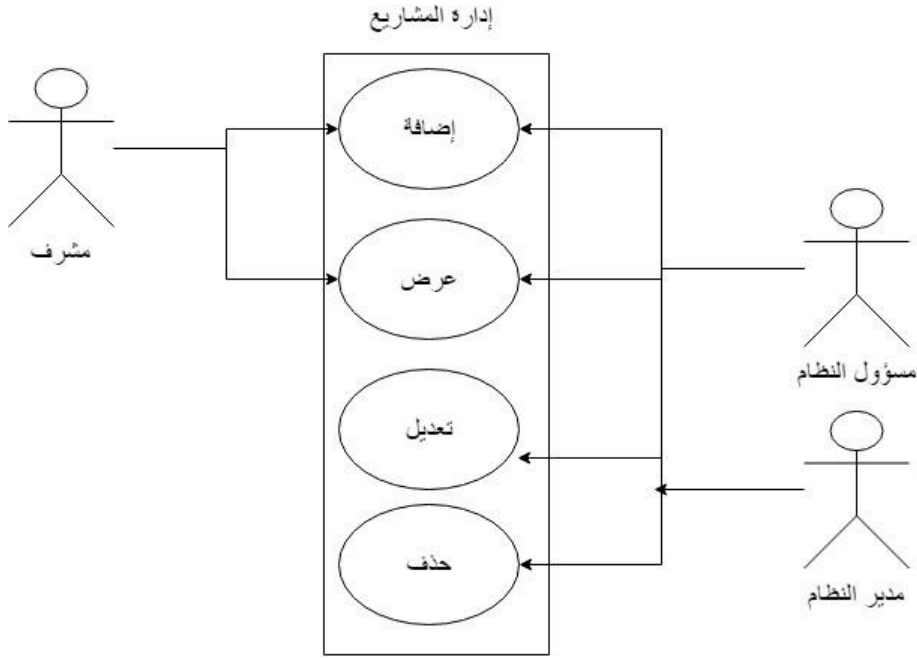 إدارة المشاريع
إضافة
مشرف
عرض
مسؤول النظام
تعديل
حذف
مدير النظام